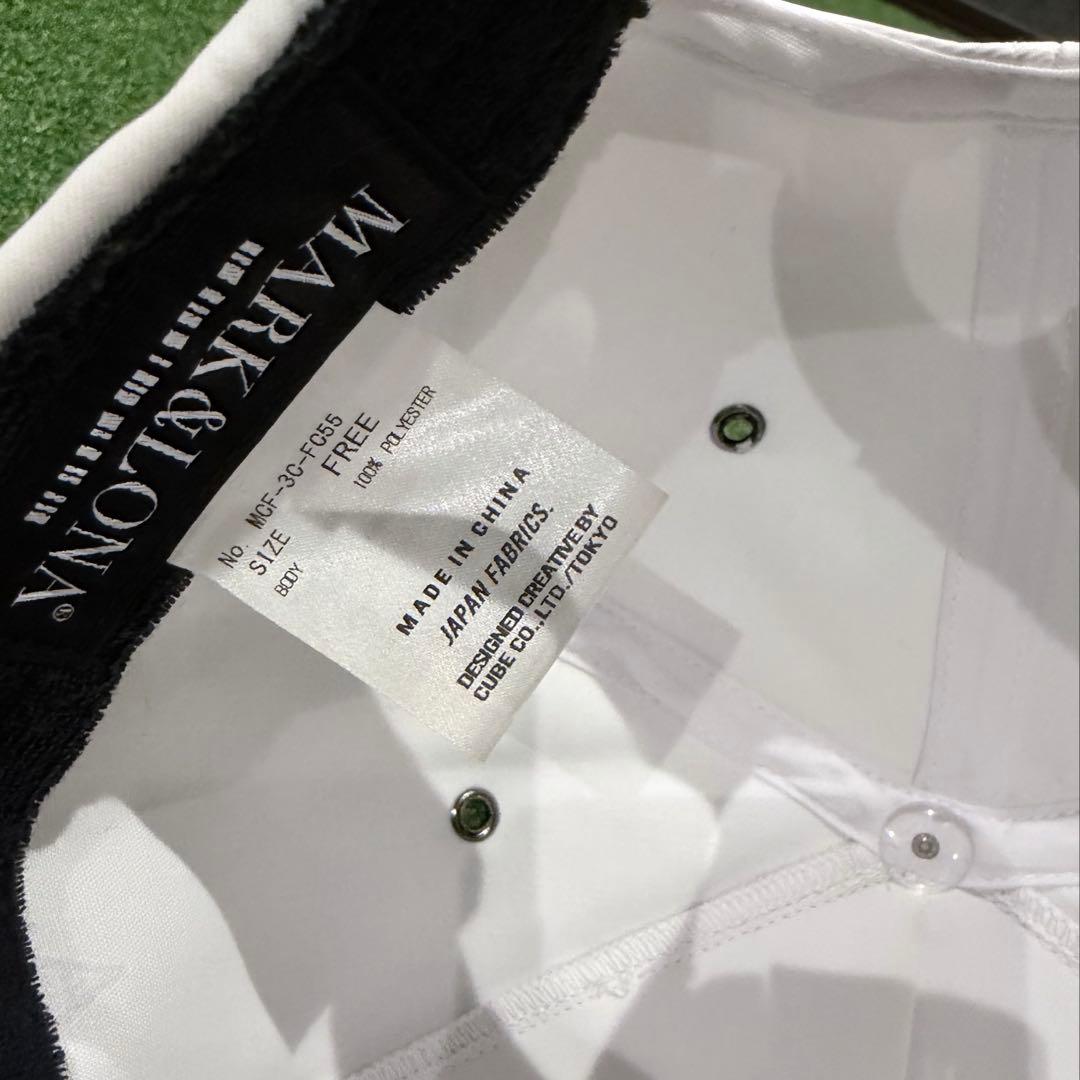 MARK & LONA®
No. MCF-3C-FC55
SIZE FREE
BODY 100% POLYESTER
MADE IN CHINA
JAPAN FABRICS.
DESIGNED CREATIVE BY
CUBE CO.,LTD./TOKYO